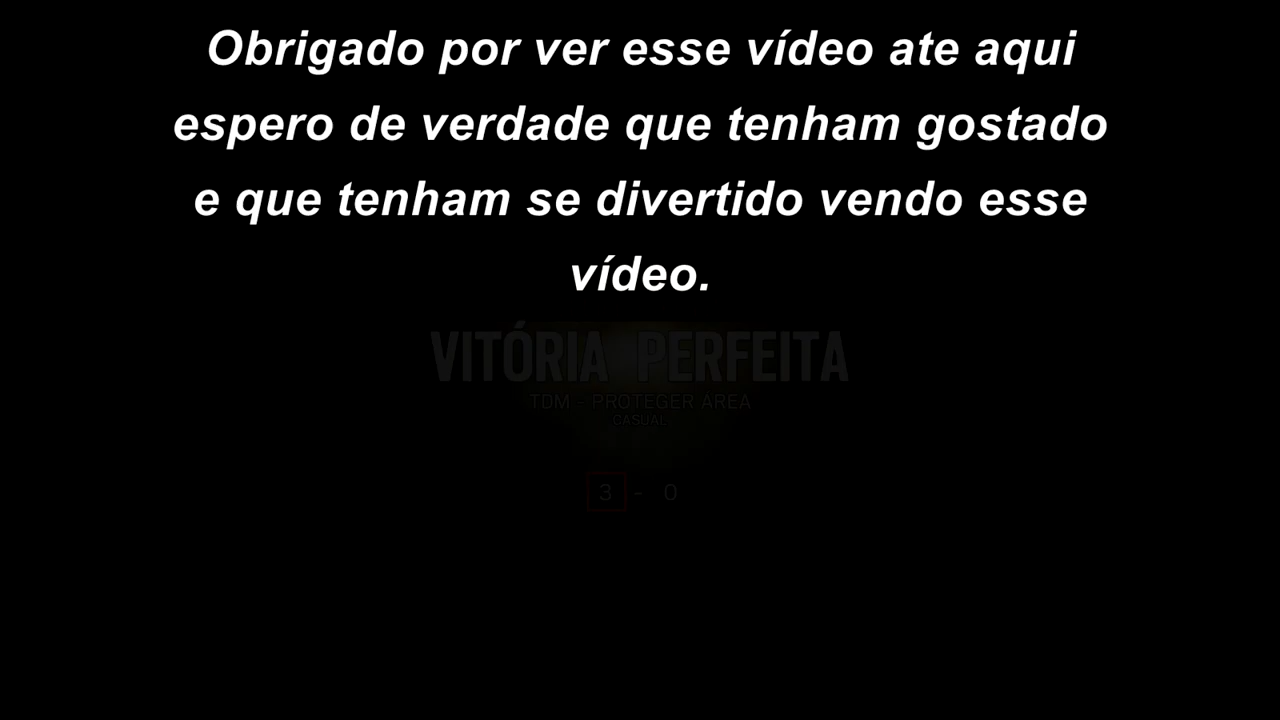 Obrigado por ver esse vídeo ate aqui
espero de verdade que tenham gostado
e que tenham se divertido vendo esse
vídeo.
VITÓRIA PERFEITA
TDM - PROTEGER ÁREA
CASUAL
3 - 0